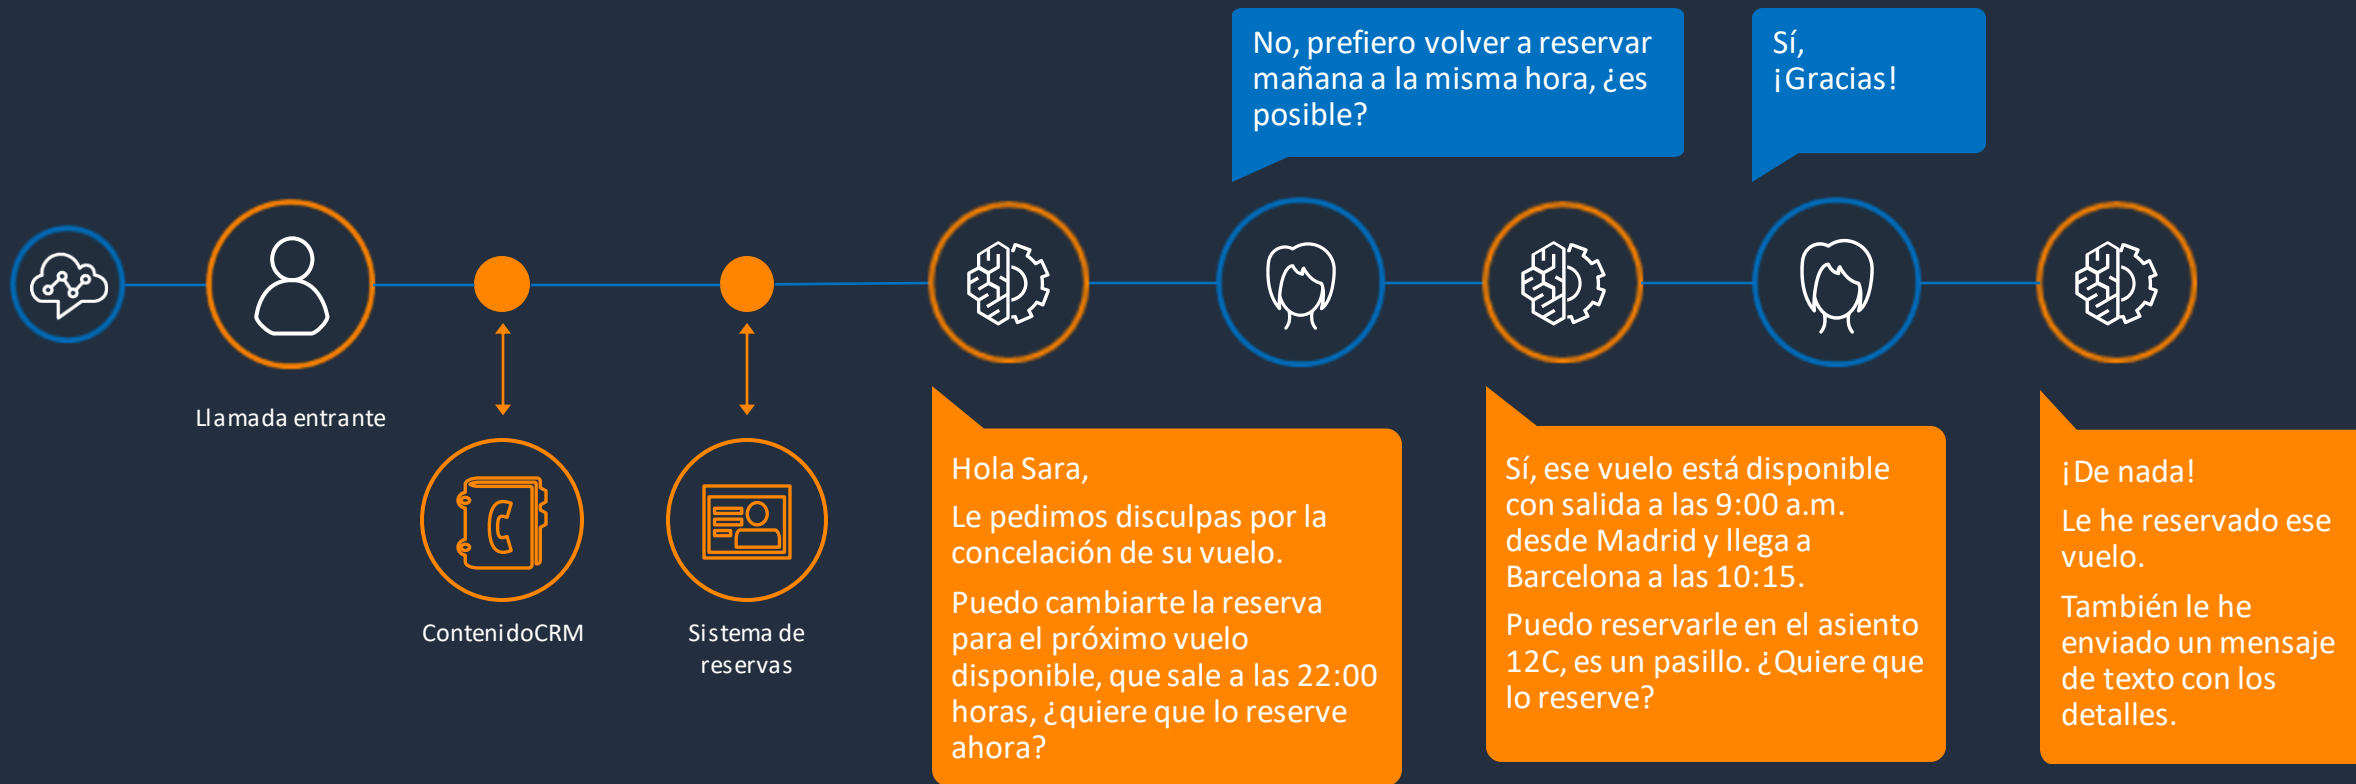 No, prefiero volver a reservar
mañana a la misma hora, ¿es
posible?
Sí,
¡Gracias!
Llamada entrante
ContenidoCRM
Sistema de
reservas
Hola Sara,
Le pedimos disculpas por la
concelación de su vuelo.
Puedo cambiarte la reserva
para el próximo vuelo
disponible, que sale a las 22:00
horas, ¿quiere que lo reserve
ahora?
Sí, ese vuelo está disponible
con salida a las 9:00 a.m.
desde Madrid y llega a
Barcelona a las 10:15.
Puedo reservarle en el asiento
12C, es un pasillo. ¿Quiere que
lo reserve?
¡De nada!
Le he reservado ese
vuelo.
También le he
enviado un mensaje
de texto con los
detalles.